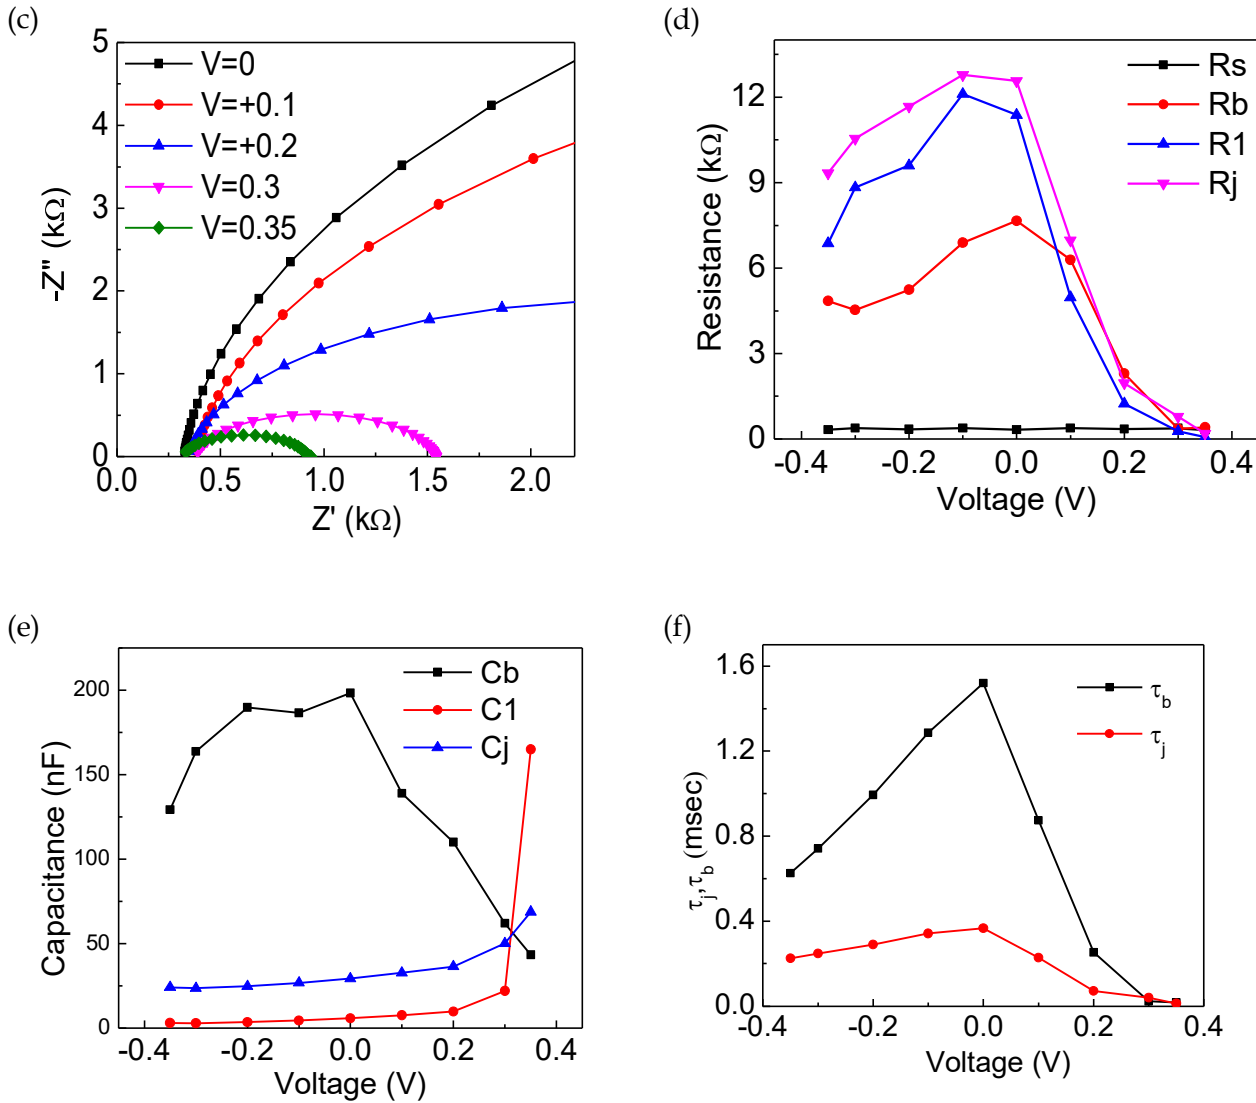 (c)
5
4
3
2
1
0
-Z" (kΩ)
V=0
V=+0.1
V=+0.2
V=0.3
V=0.35
0.0 0.5 1.0 1.5 2.0
Z' (kΩ)
(d)
12
9
6
3
0
Resistance (kΩ)
Rs
Rb
R1
Rj
-0.4 -0.2 0.0 0.2 0.4
Voltage (V)
(e)
200
150
100
50
0
Capacitance (nF)
Cb
C1
Cj
-0.4 -0.2 0.0 0.2 0.4
Voltage (V)
(f)
1.6
1.2
0.8
0.4
0.0
τj,τb (msec)
τb
τj
-0.4 -0.2 0.0 0.2 0.4
Voltage (V)